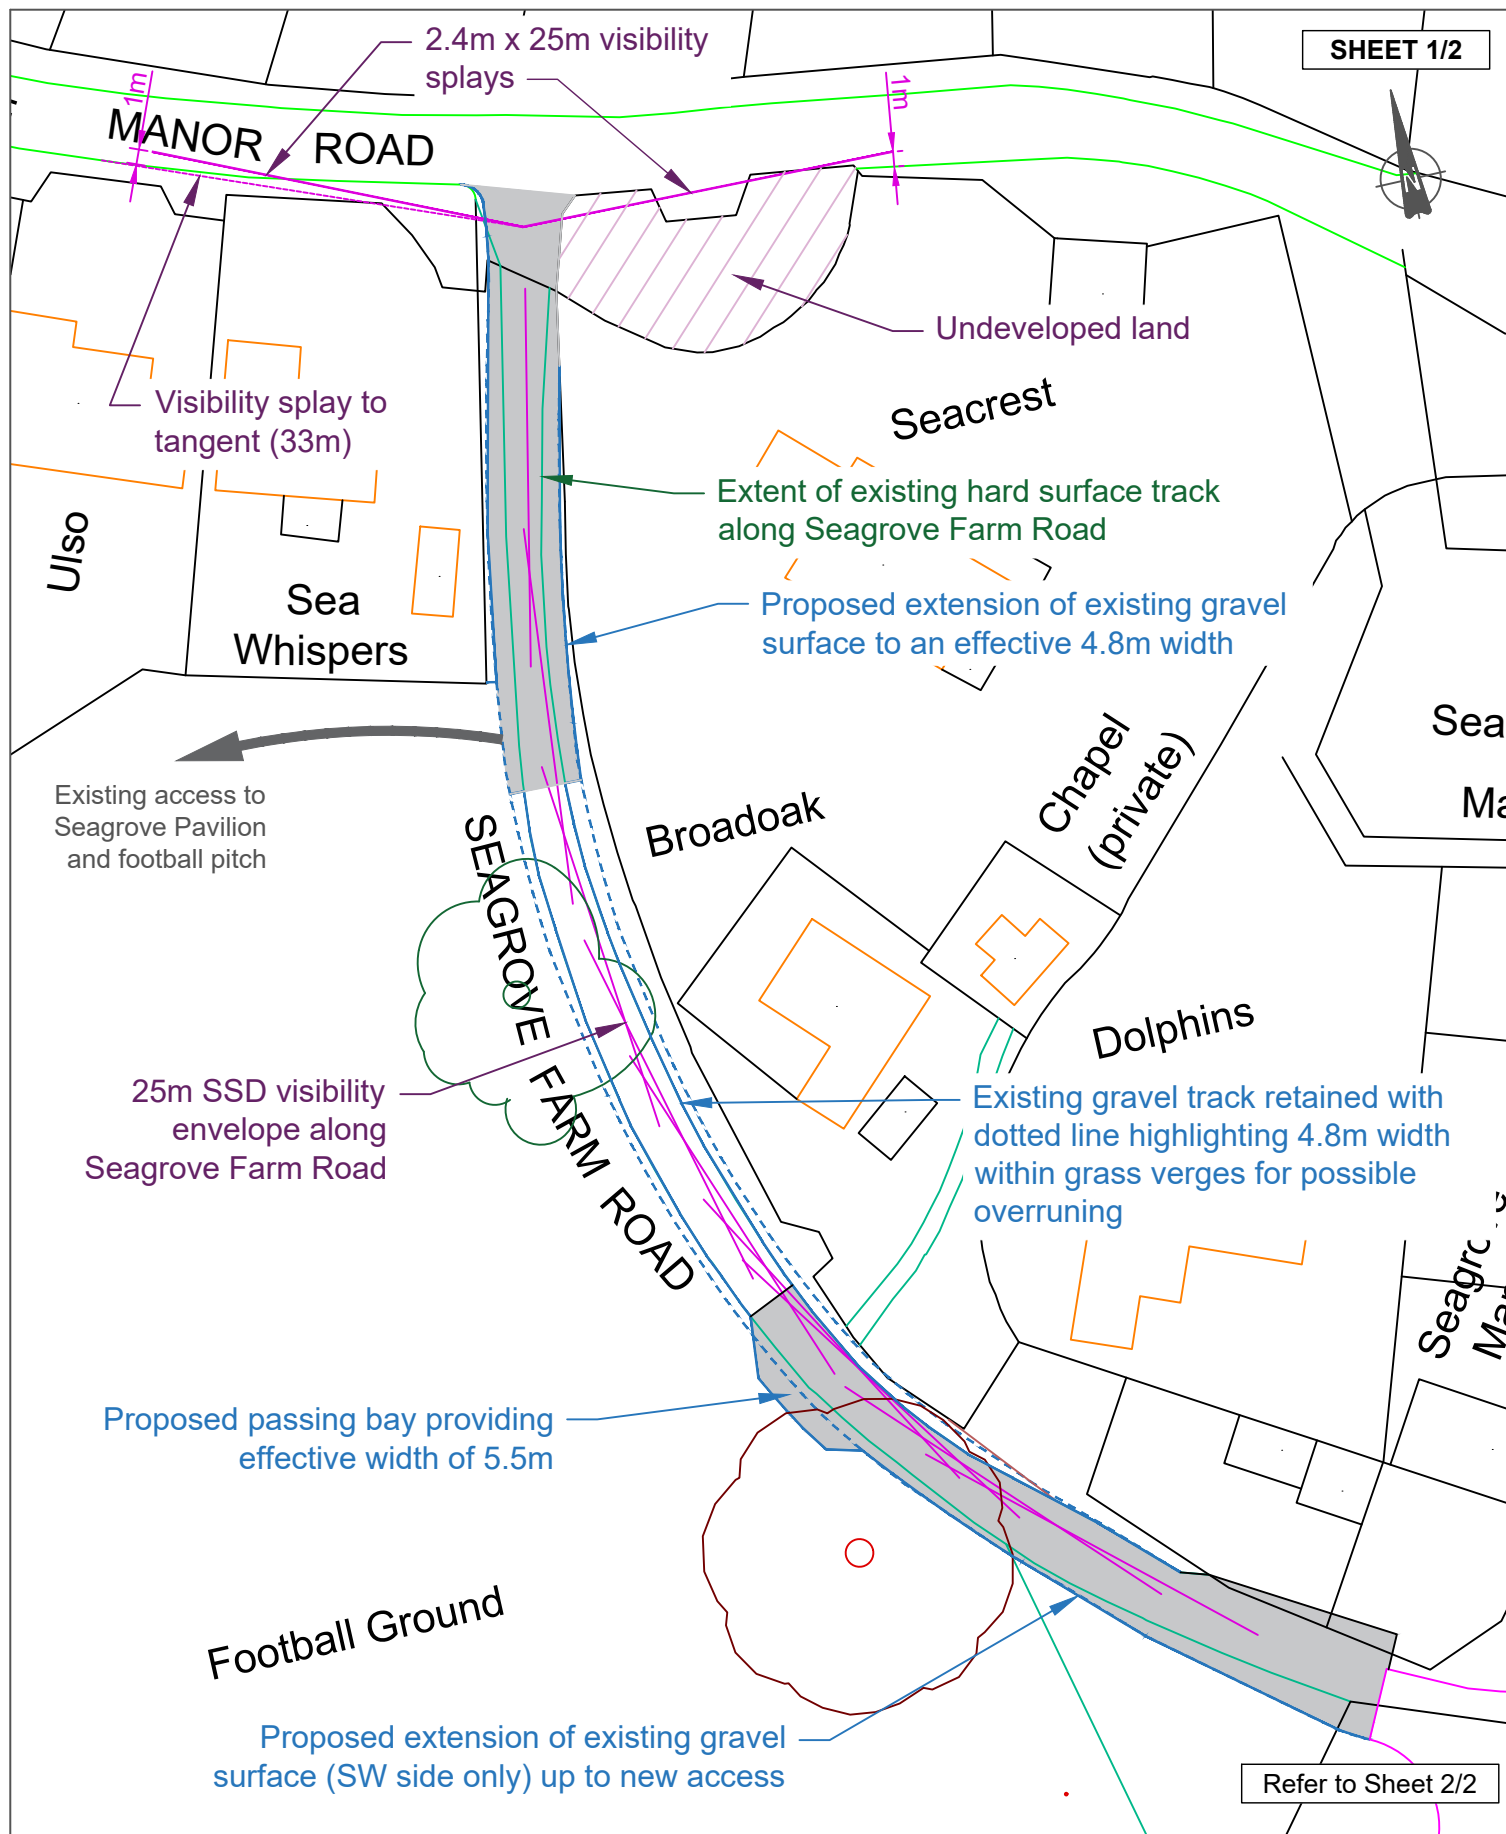 2.4m x 25m visibility
splays
SHEET 1/2
1m
1m
MANOR ROAD
N
Undeveloped land
Visibility splay to
tangent (33m)
Seacrest
Extent of existing hard surface track
along Seagrove Farm Road
Ulso
Sea
Whispers
Proposed extension of existing gravel
surface to an effective 4.8m width
Sea
Ma
Chapel
(private)
Existing access to
Seagrove Pavilion
and football pitch
Broadoak
SEAGROVE FARM ROAD
Dolphins
25m SSD visibility
envelope along
Seagrove Farm Road
Existing gravel track retained with
dotted line highlighting 4.8m width
within grass verges for possible
overruning
Seagrove
Man
Proposed passing bay providing
effective width of 5.5m
Football Ground
Proposed extension of existing gravel
surface (SW side only) up to new access
Refer to Sheet 2/2